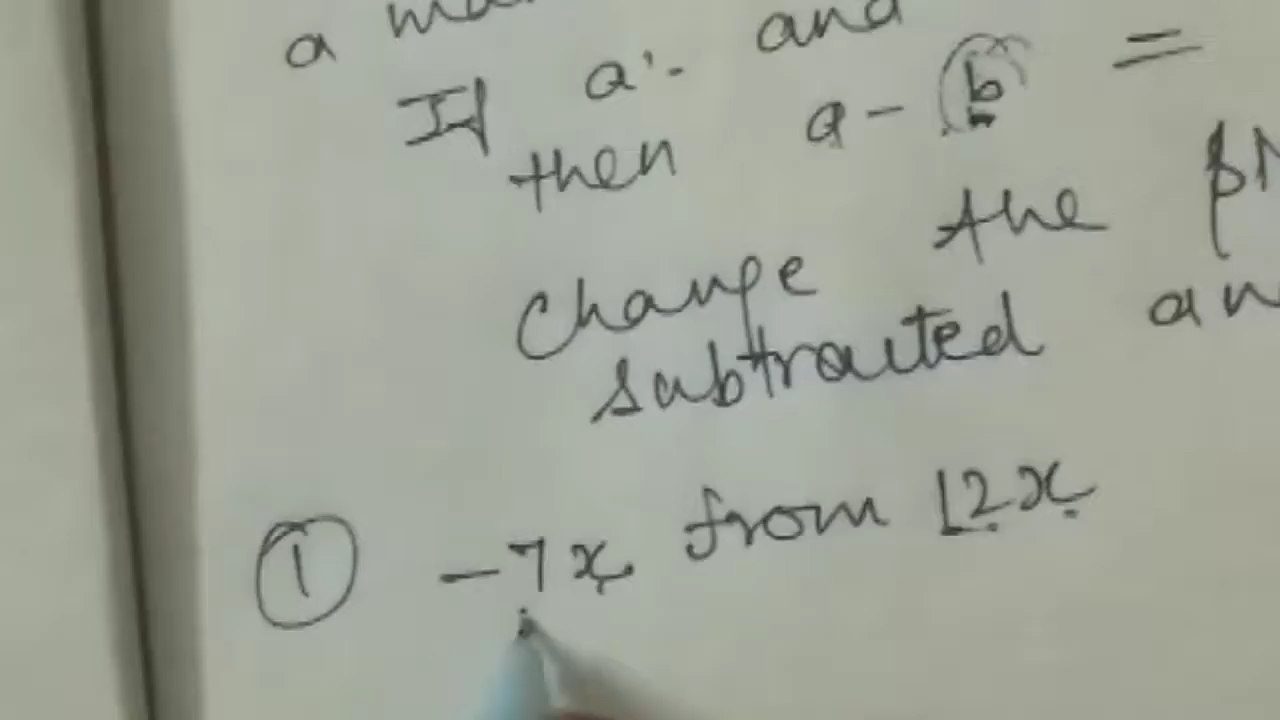 a
If a: and
then a - b =
Change the
subtracted
① -7x from 12x